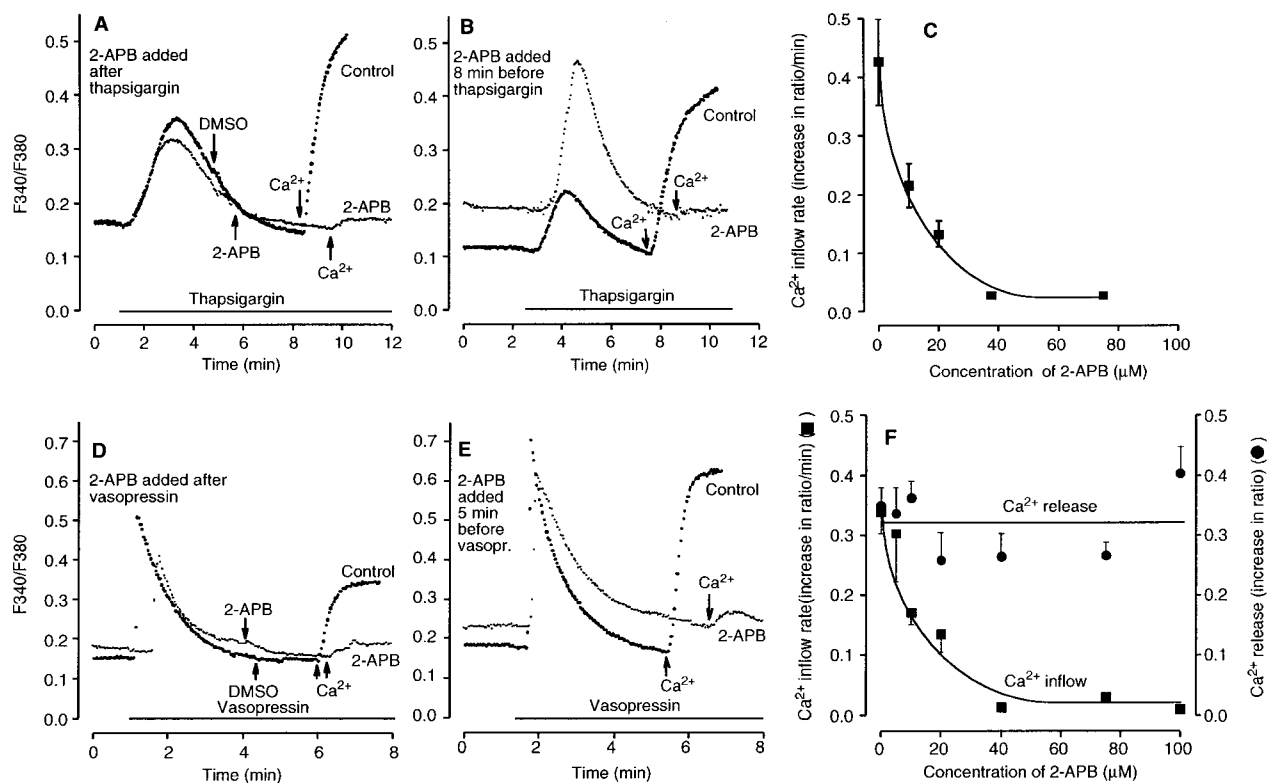 A
2-APB added
after
thapsigargin
DMSO
Control
Ca2+
2-APB
2-APB
Ca2+
Thapsigargin
F340/F380
0.5
0.4
0.3
0.2
0.1
0.0
0 2 4 6 8 10 12
Time (min)
B
2-APB added
8 min before
thapsigargin
Control
Ca2+
Ca2+
2-APB
Thapsigargin
0.5
0.4
0.3
0.2
0.1
0.0
0 2 4 6 8 10 12
Time (min)
C
Ca2+ inflow rate (increase in ratio/min)
0.5
0.4
0.2
0.1
0.0
0 20 40 60 80 100
Concentration of 2-APB (μM)
D
2-APB added after
vasopressin
2-APB
Control
2-APB
DMSO
Ca2+
Vasopressin
F340/F380
0.7
0.6
0.5
0.4
0.3
0.2
0.1
0.0
0 2 4 6 8
Time (min)
E
2-APB
added
5 min
before
vasopr.
Control
Ca2+
2-APB
Ca2+
Vasopressin
0.7
0.6
0.5
0.4
0.3
0.2
0.1
0.0
0 2 4 6 8
Time (min)
F
Ca2+ release
Ca2+ inflow
Ca2+ inflow rate(increase in ratio/min) (■)
0.5
0.4
0.3
0.2
0.1
0.0
0.5
0.4
0.3
0.2
0.1
0.0
Ca2+ release (increase in ratio) (●)
0 20 40 60 80 100
Concentration of 2-APB (μM)